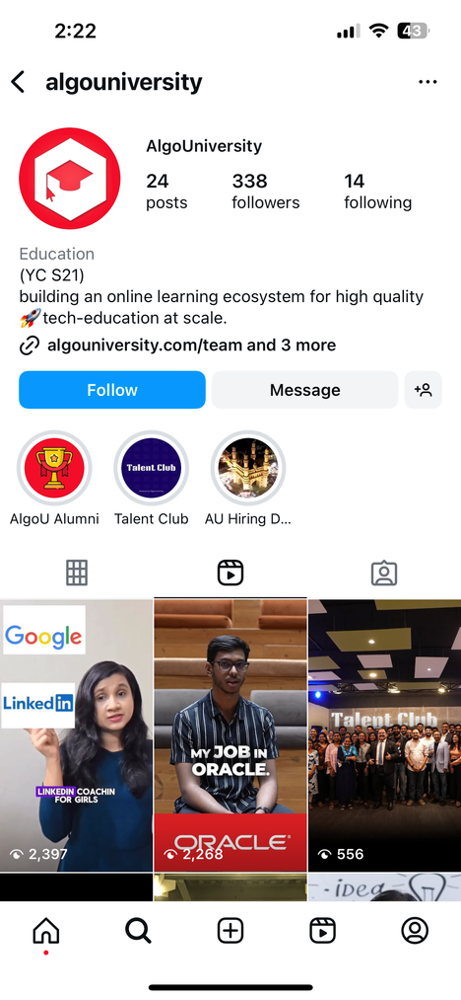 2:22
43
algouniversity
AlgoUniversity
24 338 14
posts followers following
Education
(YC S21)
building an online learning ecosystem for high quality
🚀tech-education at scale.
algouniversity.com/team and 3 more
Follow Message
Talent Club
AlgoU Alumni Talent Club AU Hiring D...
Google
Linked in
LINKEDIN COACHIN
FOR GIRLS
2,397
MY JOB IN
ORACLE.
ORACLE
2,268
Talent Club
556
-idea